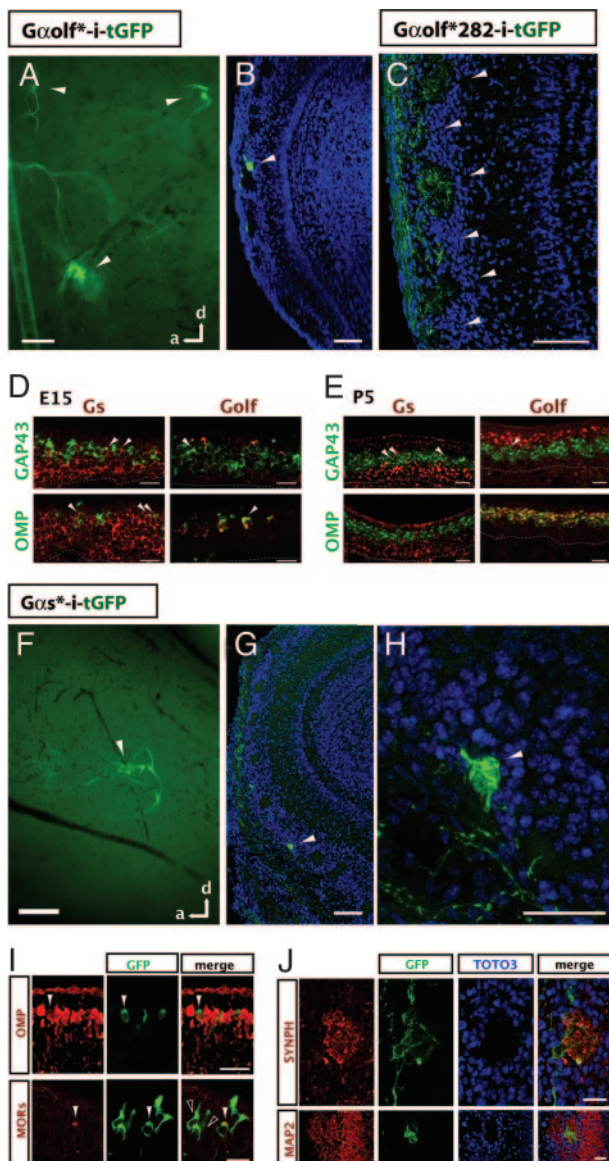 Gαolf*-i-tGFP
Gαolf*282-i-tGFP
A
B
C
a d
D E15
Gs Golf
GAP43
OMP
E P5
Gs Golf
GAP43
OMP
Gαs*-i-tGFP
F
G
H
a d
I
GFP merge
OMP
MORs
J
GFP TOTO3 merge
SYNPH
MAP2